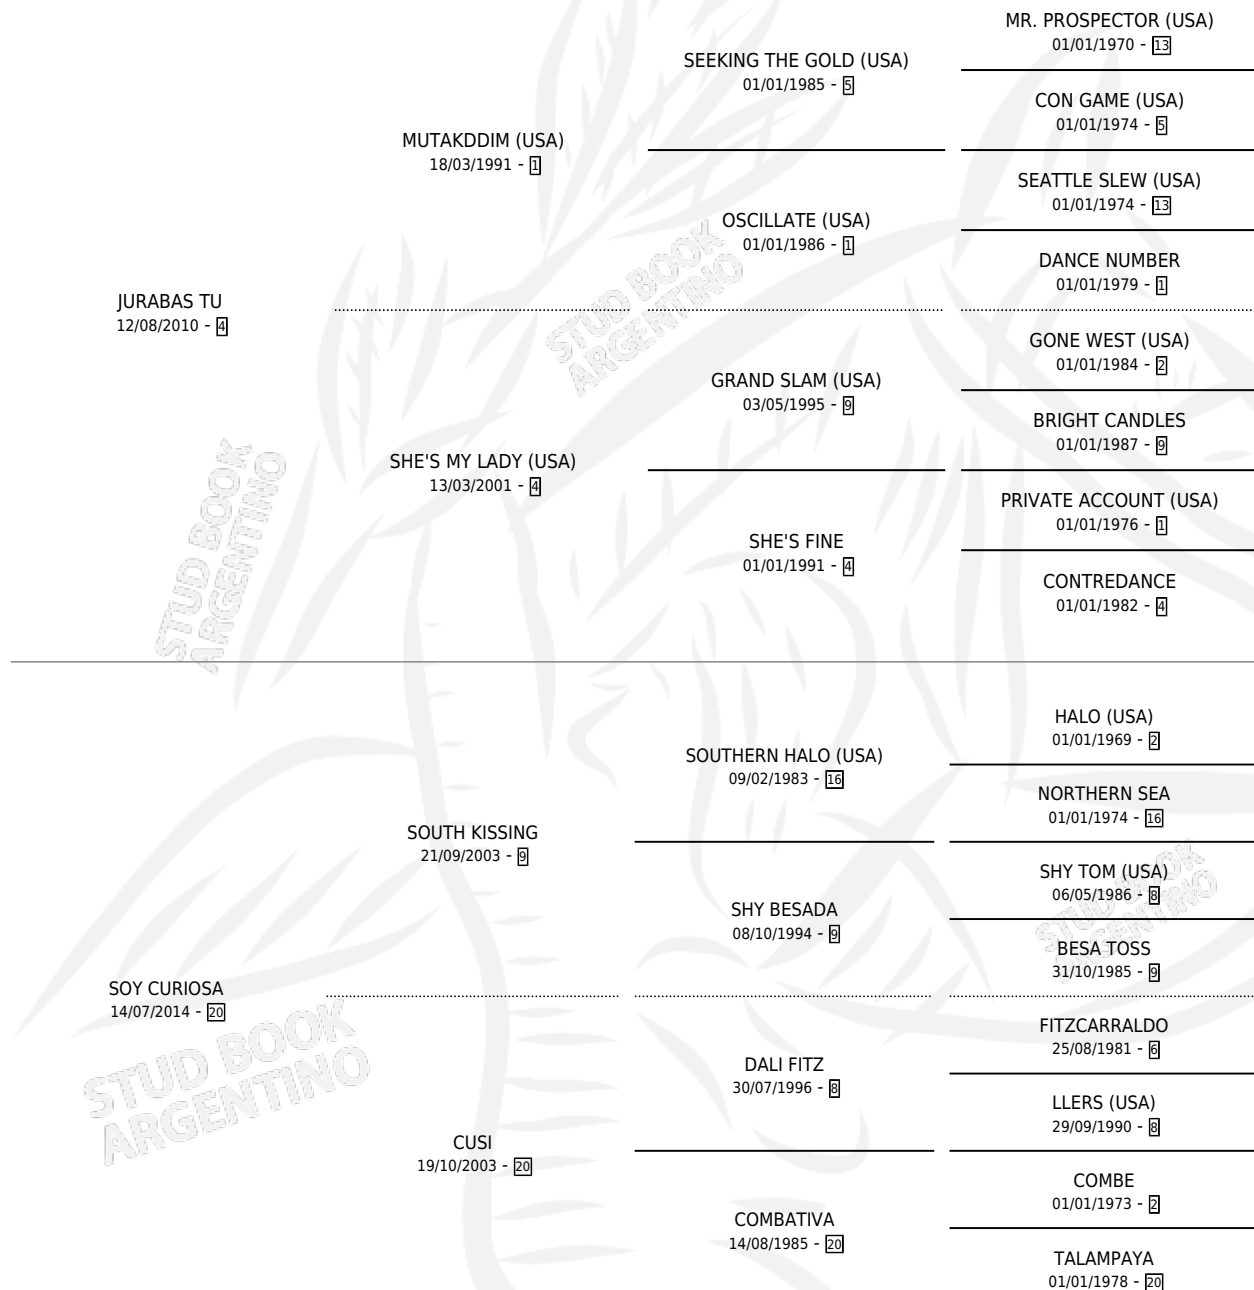 MR. PROSPECTOR (USA)
01/01/1970 - 13
SEEKING THE GOLD (USA)
01/01/1985 - 5
CON GAME (USA)
01/01/1974 - 5
MUTAKDDIM (USA)
18/03/1991 - 1
SEATTLE SLEW (USA)
01/01/1974 - 13
OSCILLATE (USA)
01/01/1986 - 1
DANCE NUMBER
01/01/1979 - 1
STUD BOOK
ARGENTINO
JURABAS TU
12/08/2010 - 4
GONE WEST (USA)
01/01/1984 - 2
GRAND SLAM (USA)
03/05/1995 - 9
BRIGHT CANDLES
01/01/1987 - 9
SHE'S MY LADY (USA)
13/03/2001 - 4
PRIVATE ACCOUNT (USA)
01/01/1976 - 1
SHE'S FINE
01/01/1991 - 4
CONTREDANCE
01/01/1982 - 4
STUD BOOK
ARGENTINO
HALO (USA)
01/01/1969 - 2
SOUTHERN HALO (USA)
09/02/1983 - 16
NORTHERN SEA
01/01/1974 - 16
SOUTH KISSING
21/09/2003 - 9
SHY TOM (USA)
06/05/1986 - 8
SHY BESADA
08/10/1994 - 9
BESA TOSS
31/10/1985 - 9
STUD BOOK
ARGENTINO
SOY CURIOSA
14/07/2014 - 20
FITZCARRALDO
25/08/1981 - 6
DALI FITZ
30/07/1996 - 8
LLERS (USA)
29/09/1990 - 8
STUD BOOK
ARGENTINO
CUSI
19/10/2003 - 20
COMBE
01/01/1973 - 2
COMBATIVA
14/08/1985 - 20
TALAMPAYA
01/01/1978 - 20